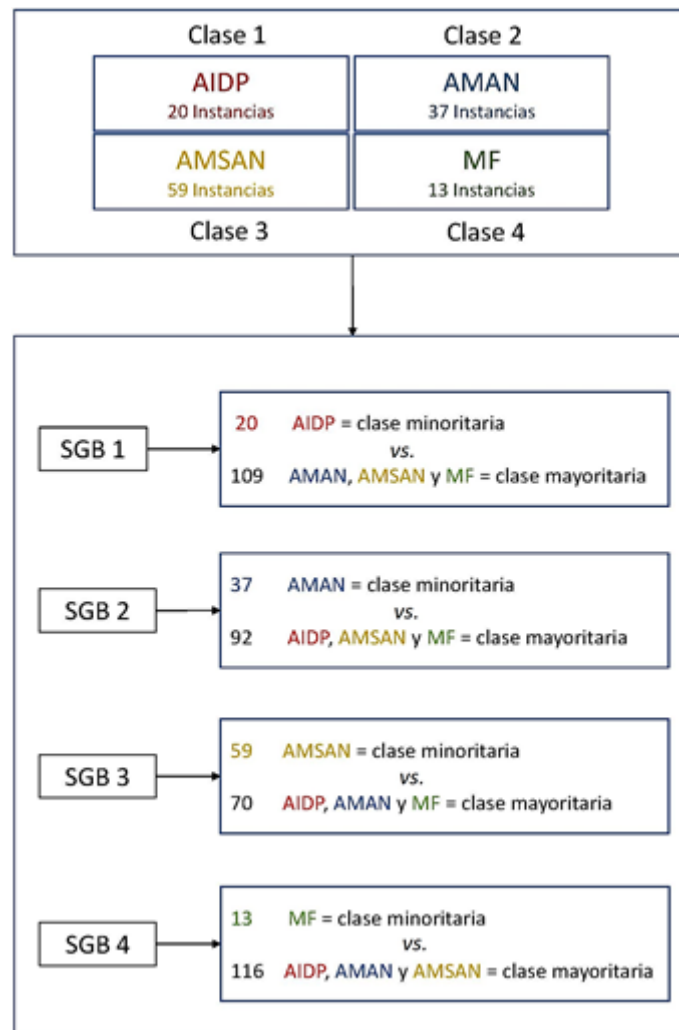 Clase 1 Clase 2
AIDP AMAN
20 Instancias 37 Instancias
AMSAN MF
59 Instancias 13 Instancias
Clase 3 Clase 4
SGB 1
20 AIDP = clase minoritaria
vs.
109 AMAN, AMSAN y MF = clase mayoritaria
SGB 2
37 AMAN = clase minoritaria
vs.
92 AIDP, AMSAN y MF = clase mayoritaria
SGB 3
59 AMSAN = clase minoritaria
vs.
70 AIDP, AMAN y MF = clase mayoritaria
SGB 4
13 MF = clase minoritaria
vs.
116 AIDP, AMAN y AMSAN = clase mayoritaria